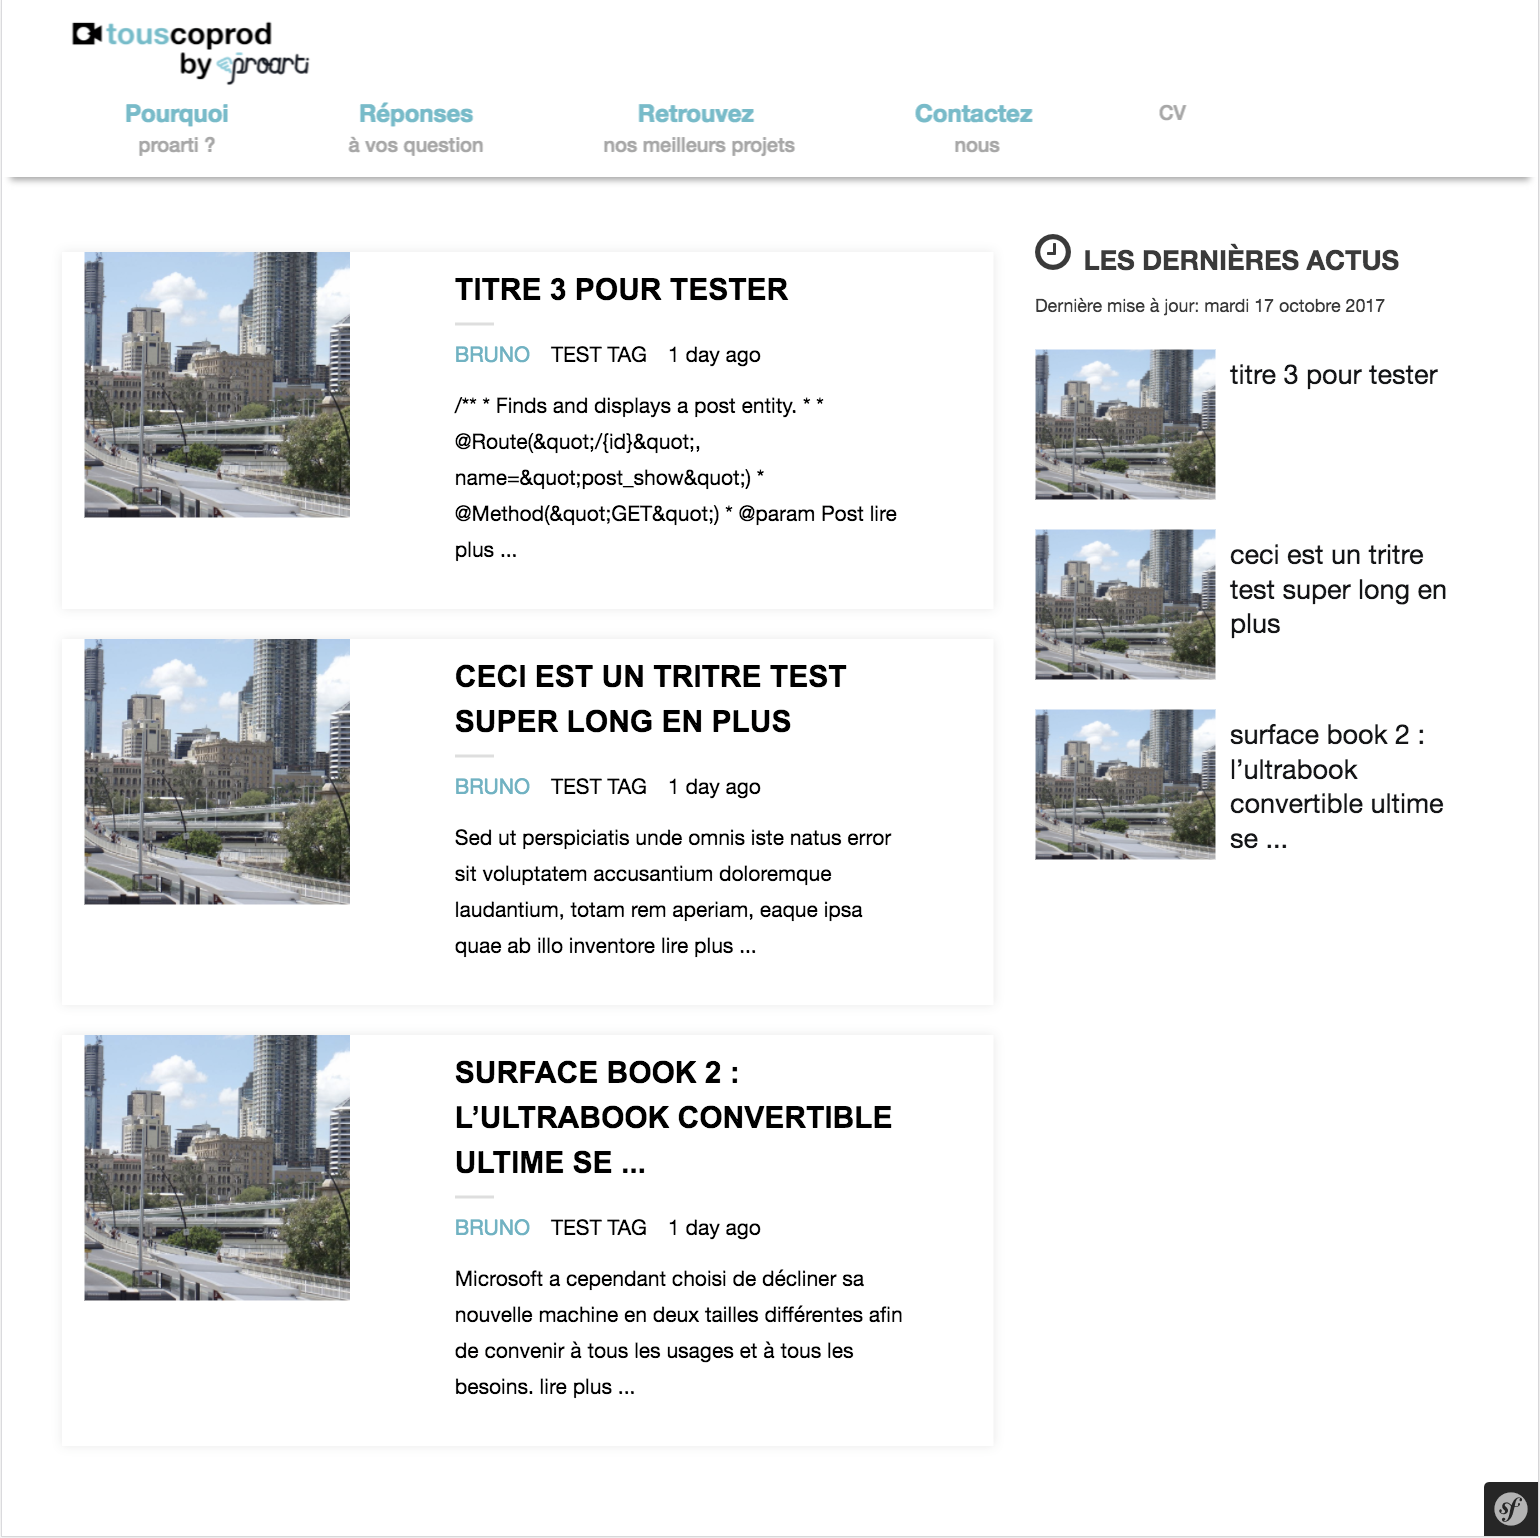 touscoprod
by proarti
Pourquoi
proarti ?
Réponses
à vos question
Retrouvez
nos meilleurs projets
Contactez
nous
CV
TITRE 3 POUR TESTER
BRUNO TEST TAG 1 day ago
/** * Finds and displays a post entity. * *
@Route(&quot;/{id}&quot;,
name=&quot;post_show&quot;) *
@Method(&quot;GET&quot;) * @param Post lire
plus ...
CECI EST UN TRITRE TEST
SUPER LONG EN PLUS
BRUNO TEST TAG 1 day ago
Sed ut perspiciatis unde omnis iste natus error
sit voluptatem accusantium doloremque
laudantium, totam rem aperiam, eaque ipsa
quae ab illo inventore lire plus ...
SURFACE BOOK 2 :
L’ULTRABOOK CONVERTIBLE
ULTIME SE ...
BRUNO TEST TAG 1 day ago
Microsoft a cependant choisi de décliner sa
nouvelle machine en deux tailles différentes afin
de convenir à tous les usages et à tous les
besoins. lire plus ...
LES DERNIÈRES ACTUS
Dernière mise à jour: mardi 17 octobre 2017
titre 3 pour tester
ceci est un tritre
test super long en
plus
surface book 2 :
l’ultrabook
convertible ultime
se ...
sf